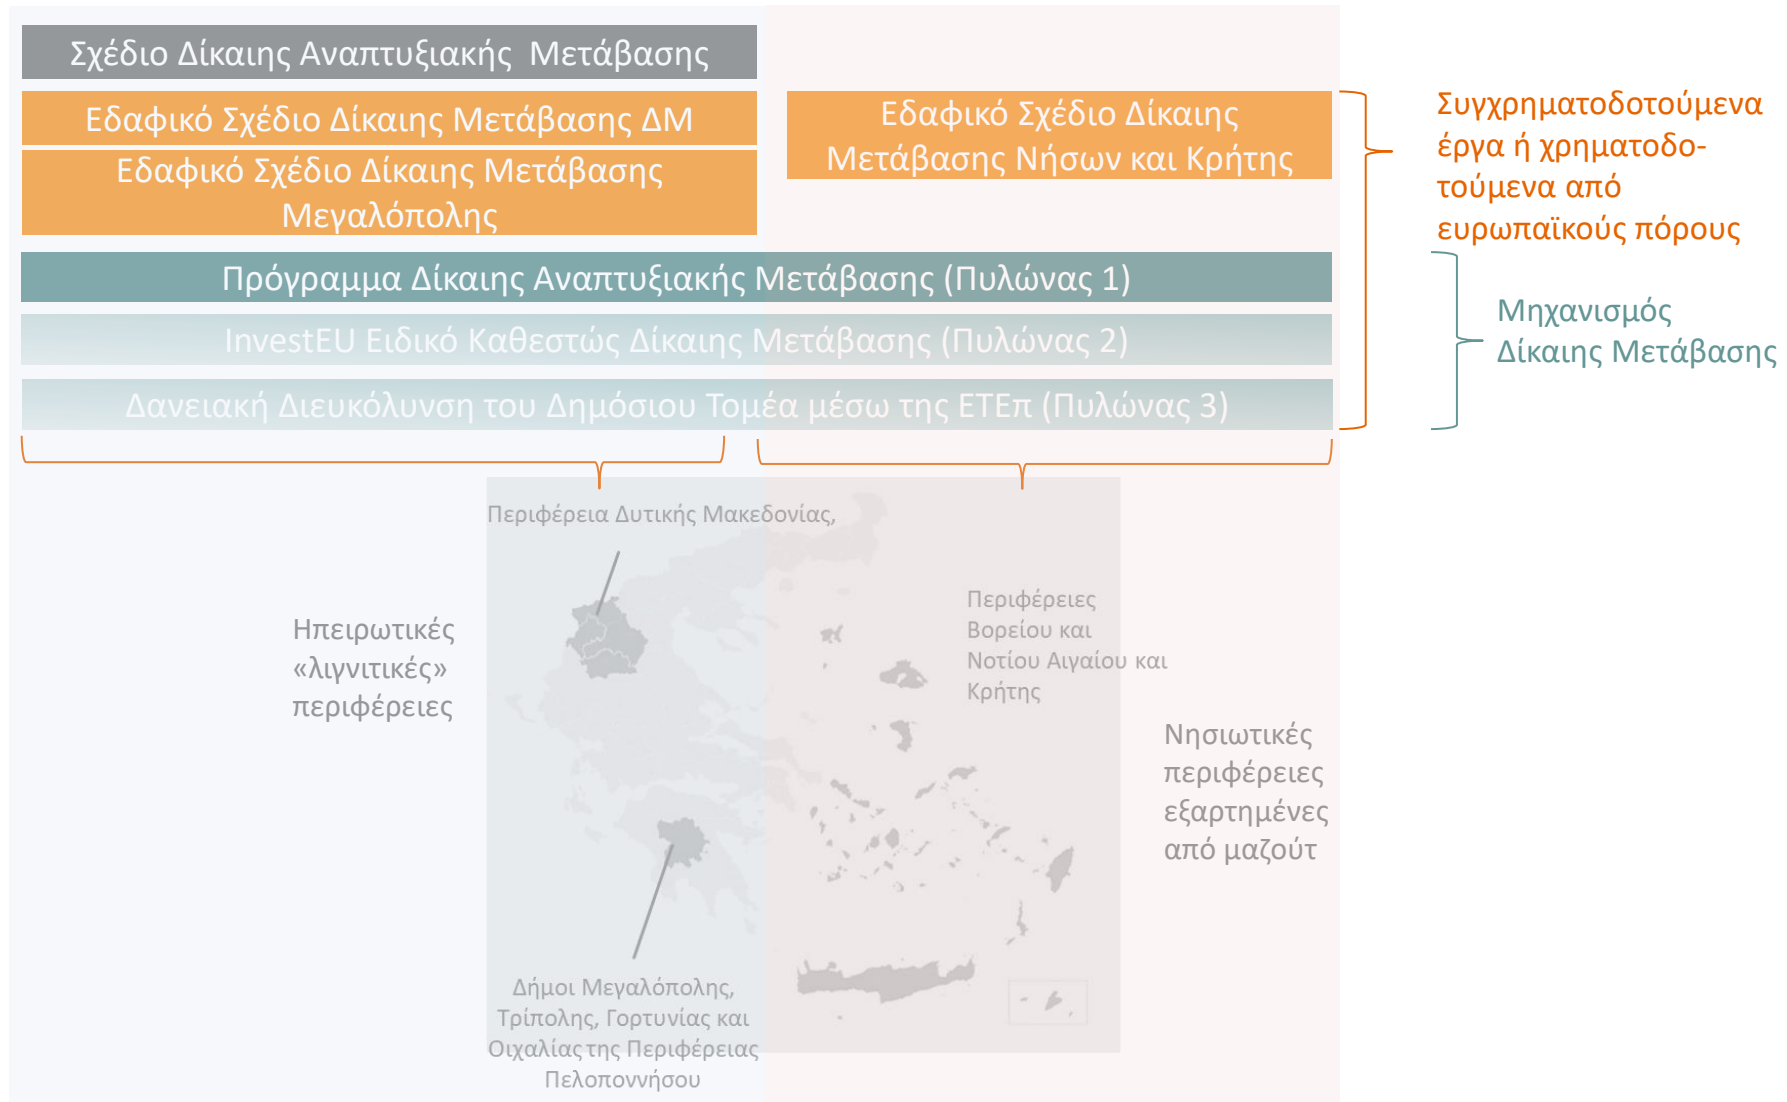 Σχέδιο Δίκαιης Αναπτυξιακής Μετάβασης
Εδαφικό Σχέδιο Δίκαιης Μετάβασης ΔΜ
Εδαφικό Σχέδιο Δίκαιης Μετάβασης
Μεγαλόπολης
Εδαφικό Σχέδιο Δίκαιης
Μετάβασης Νήσων και Κρήτης
Συγχρηματοδοτούμενα
έργα ή χρηματοδο-
τούμενα από
ευρωπαϊκούς πόρους
Πρόγραμμα Δίκαιης Αναπτυξιακής Μετάβασης (Πυλώνας 1)
InvestEU Ειδικό Καθεστώς Δίκαιης Μετάβασης (Πυλώνας 2)
Δανειακή Διευκόλυνση του Δημόσιου Τομέα μέσω της ΕΤΕπ (Πυλώνας 3)
Μηχανισμός
Δίκαιης Μετάβασης
Περιφέρεια Δυτικής Μακεδονίας,
Ηπειρωτικές
«λιγνιτικές»
περιφέρειες
Περιφέρειες
Βορείου και
Νοτίου Αιγαίου και
Κρήτης
Νησιωτικές
περιφέρειες
εξαρτημένες
από μαζούτ
Δήμοι Μεγαλόπολης,
Τρίπολης, Γορτυνίας και
Οιχαλίας της Περιφέρειας
Πελοποννήσου